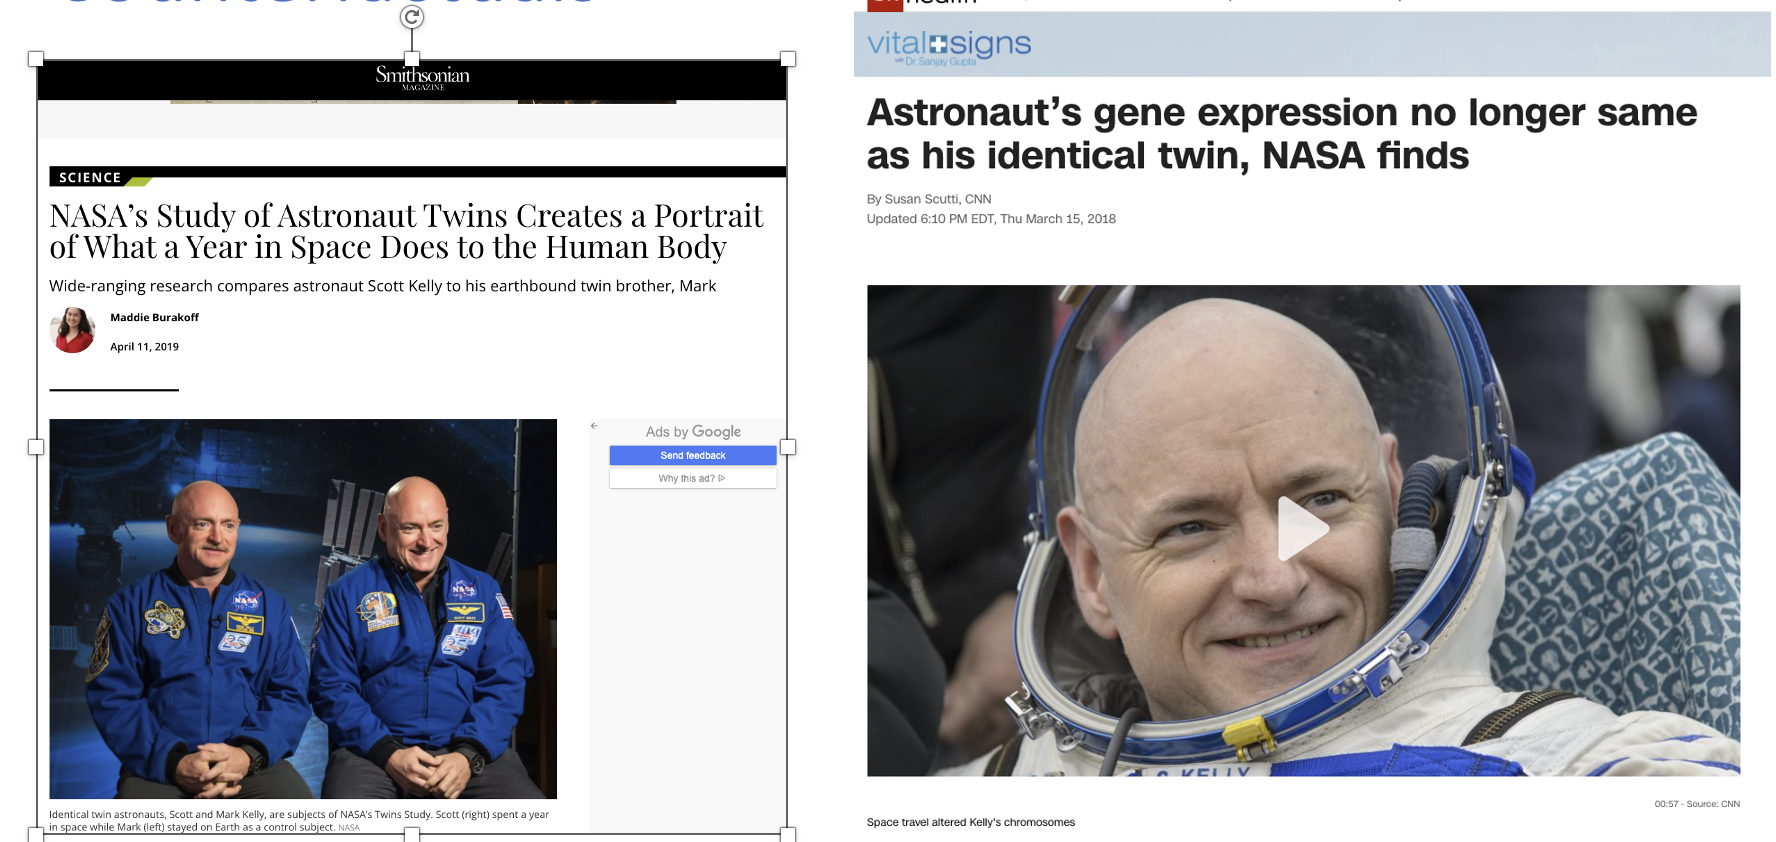 Smithsonian
MAGAZINE
SCIENCE
NASA's Study of Astronaut Twins Creates a Portrait
of What a Year in Space Does to the Human Body
Wide-ranging research compares astronaut Scott Kelly to his earthbound twin brother, Mark
Maddie Burakoff
April 11, 2019
Ads by Google
Send feedback
Why this ad?
NASA
NASA
Identical twin astronauts, Scott and Mark Kelly, are subjects of NASA's Twins Study. Scott (right) spent a year
in space while Mark (left) stayed on Earth as a control subject. NASA
vital signs
with Dr. Sanjay Gupta
Astronaut's gene expression no longer same
as his identical twin, NASA finds
By Susan Scutti, CNN
Updated 6:10 PM EDT, Thu March 15, 2018
KELLY
00:57 - Source: CNN
Space travel altered Kelly's chromosomes